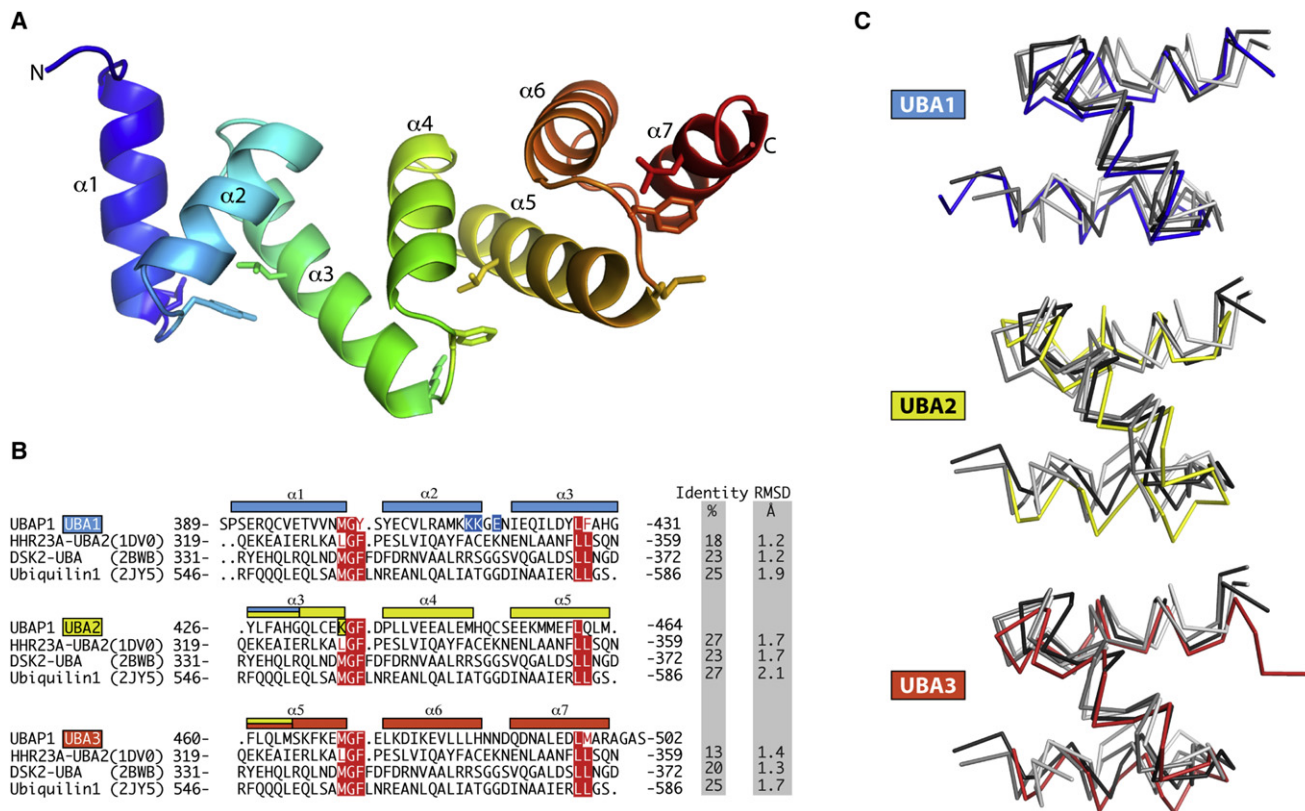 A
N
α1
α2
α3
α4
α5
α6
α7
C
B
α1 α2 α3 Identity RMSD
% Å
UBAP1 UBA1 389- SPSERQCVETVVNMGY.SYECVLRAMKKKGENIEQILDYLFAHG -431
HHR23A-UBA2(1DV0) 319- ..QEKEAIERLKALGF.PESLVIQAYFACEKNENLAANFLLSQN -359 18 1.2
DSK2-UBA (2BWB) 331- ..RYEHQLRQLNDMGFFDFDRNVAALRRSGGSVQGALDSLLNGD -372 23 1.2
Ubiquilin1 (2JY5) 546- ..RFQQQLEQLSAMGFLNREANLQALIATGGDINAAIERLLGS. -586 25 1.9
α3 α4 α5
UBAP1 UBA2 426- .YLFAHGQLCEKGF.DPLLVEEALEMHQCSEEKMMEFLQLM. -464
HHR23A-UBA2(1DV0) 319- QEKEAIERLKALGF.PESLVIQAYFACEKNENLAANFLLSQN -359 27 1.7
DSK2-UBA (2BWB) 331- RYEHQLRQLNDMGFFDFDRNVAALRRSGGSVQGALDSLLNGD -372 23 1.7
Ubiquilin1 (2JY5) 546- RFQQQLEQLSAMGFLNREANLQALIATGGDINAAIERLLGS. -586 27 2.1
α5 α6 α7
UBAP1 UBA3 460- .FLQLMSKFKEMGF.ELKDIKEVLLLHNNDQDNALEDLMARAGAS-502
HHR23A-UBA2(1DV0) 319- QEKEAIERLKALGF.PESLVIQAYFACEKNENLAANFLLSQN -359 13 1.4
DSK2-UBA (2BWB) 331- RYEHQLRQLNDMGFFDFDRNVAALRRSGGSVQGALDSLLNGD -372 20 1.3
Ubiquilin1 (2JY5) 546- RFQQQLEQLSAMGFLNREANLQALIATGGDINAAIERLLGS. -586 25 1.7
C
UBA1
UBA2
UBA3